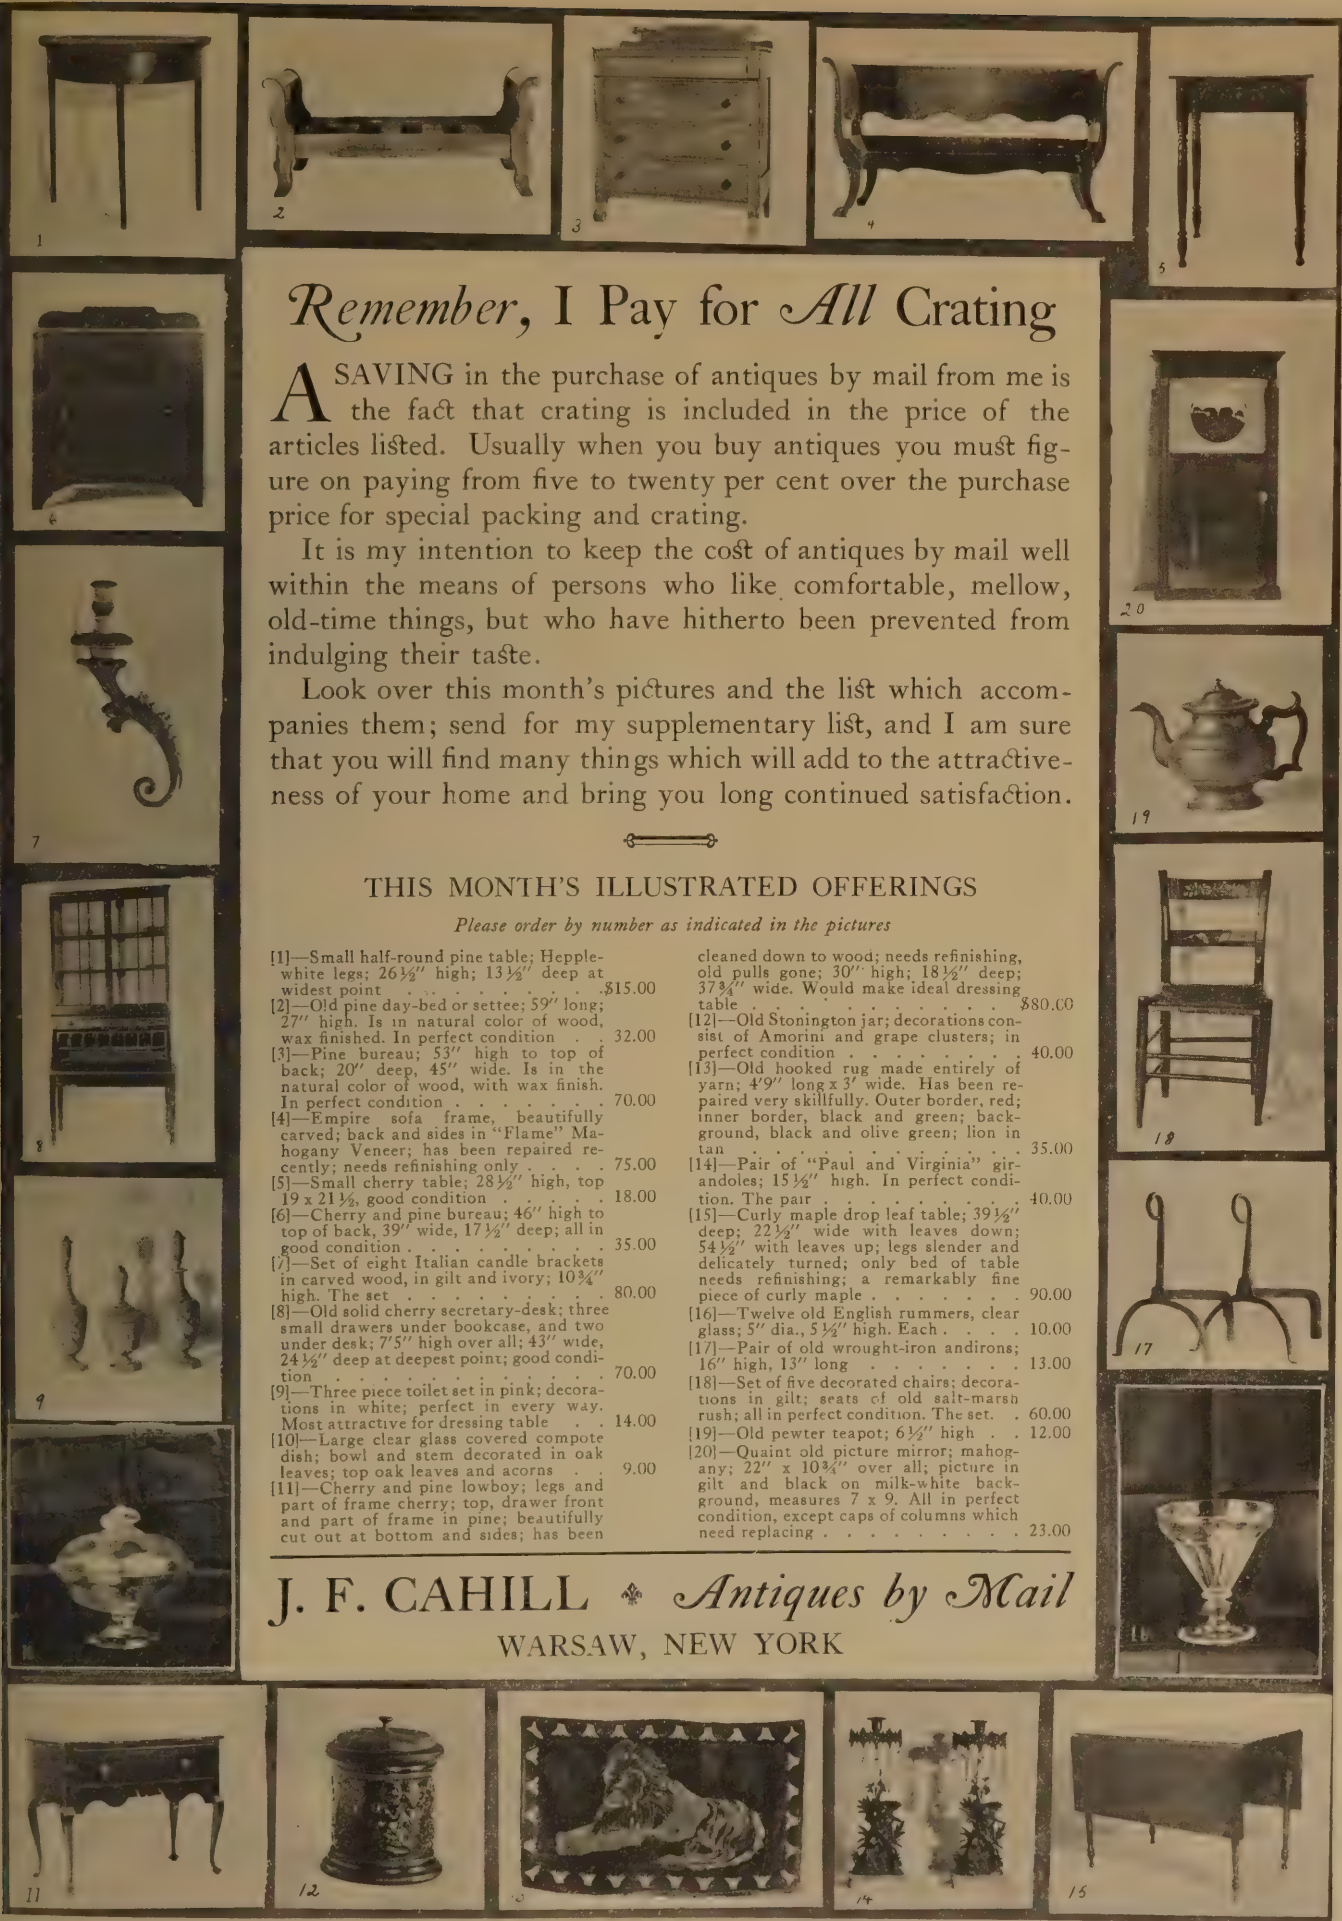 Remember, I Pay for All Crating
A SAVING in the purchase of antiques by mail from me is
the fact that crating is included in the price of the
articles listed. Usually when you buy antiques you must fig-
ure on paying from five to twenty per cent over the purchase
price for special packing and crating.
It is my intention to keep the cost of antiques by mail well
within the means of persons who like comfortable, mellow,
old-time things, but who have hitherto been prevented from
indulging their taste.
Look over this month's pictures and the list which accom-
panies them; send for my supplementary list, and I am sure
that you will find many things which will add to the attractive-
ness of your home and bring you long continued satisfaction.
THIS MONTH'S ILLUSTRATED OFFERINGS
Please order by number as indicated in the pictures
[1]—Small half-round pine table; Hepple-
white legs; 26½" high; 13½" deep at
widest point . . . . . . . . .$15.00
[2]—Old pine day-bed or settee; 59" long;
27" high. Is in natural color of wood,
wax finished. In perfect condition . . 32.00
[3]—Pine bureau; 53" high to top of
back; 20" deep, 45" wide. Is in the
natural color of wood, with wax finish.
In perfect condition . . . . . . . 70.00
[4]—Empire sofa frame, beautifully
carved; back and sides in "Flame" Ma-
hogany Veneer; has been repaired re-
cently; needs refinishing only . . . . 75.00
[5]—Small cherry table; 28½" high, top
19 x 21½, good condition . . . . . 18.00
[6]—Cherry and pine bureau; 46" high to
top of back, 39" wide, 17½" deep; all in
good condition . . . . . . . . . 35.00
[7]—Set of eight Italian candle brackets
in carved wood, in gilt and ivory; 10¾"
high. The set . . . . . . . . . 80.00
[8]—Old solid cherry secretary-desk; three
small drawers under bookcase, and two
under desk; 7'5" high over all; 43" wide,
24½" deep at deepest point; good condi-
tion . . . . . . . . . . . . 70.00
[9]—Three piece toilet set in pink; decora-
tions in white; perfect in every way.
Most attractive for dressing table . . 14.00
[10]—Large clear glass covered compote
dish; bowl and stem decorated in oak
leaves; top oak leaves and acorns . . 9.00
[11]—Cherry and pine lowboy; legs and
part of frame cherry; top, drawer front
and part of frame in pine; beautifully
cut out at bottom and sides; has been
cleaned down to wood; needs refinishing,
old pulls gone; 30" high; 18½" deep;
37¾" wide. Would make ideal dressing
table . . . . . . . . . . . $80.00
[12]—Old Stonington jar; decorations con-
sist of Amorini and grape clusters; in
perfect condition . . . . . . . . 40.00
[13]—Old hooked rug made entirely of
yarn; 4'9" long x 3' wide. Has been re-
paired very skillfully. Outer border, red;
inner border, black and green; back-
ground, black and olive green; lion in
tan . . . . . . . . . . . . 35.00
[14]—Pair of "Paul and Virginia" gir-
andoles; 15½" high. In perfect condi-
tion. The pair . . . . . . . . . 40.00
[15]—Curly maple drop leaf table; 39½"
deep; 22½" wide with leaves down;
54½" with leaves up; legs slender and
delicately turned; only bed of table
needs refinishing; a remarkably fine
piece of curly maple . . . . . . . 90.00
[16]—Twelve old English rummers, clear
glass; 5" dia., 5½" high. Each . . . . 10.00
[17]—Pair of old wrought-iron andirons;
16" high, 13" long . . . . . . . 13.00
[18]—Set of five decorated chairs; decora-
tions in gilt; seats of old salt-marsh
rush; all in perfect condition. The set. . 60.00
[19]—Old pewter teapot; 6½" high . . 12.00
[20]—Quaint old picture mirror; mahog-
any; 22" x 10¾" over all; picture in
gilt and black on milk-white back-
ground, measures 7 x 9. All in perfect
condition, except caps of columns which
need replacing . . . . . . . . . 23.00
J. F. CAHILL Antiques by Mail
WARSAW, NEW YORK
1
2
3
4
5
6
20
7
19
8
18
9
17
16
11
12
14
15